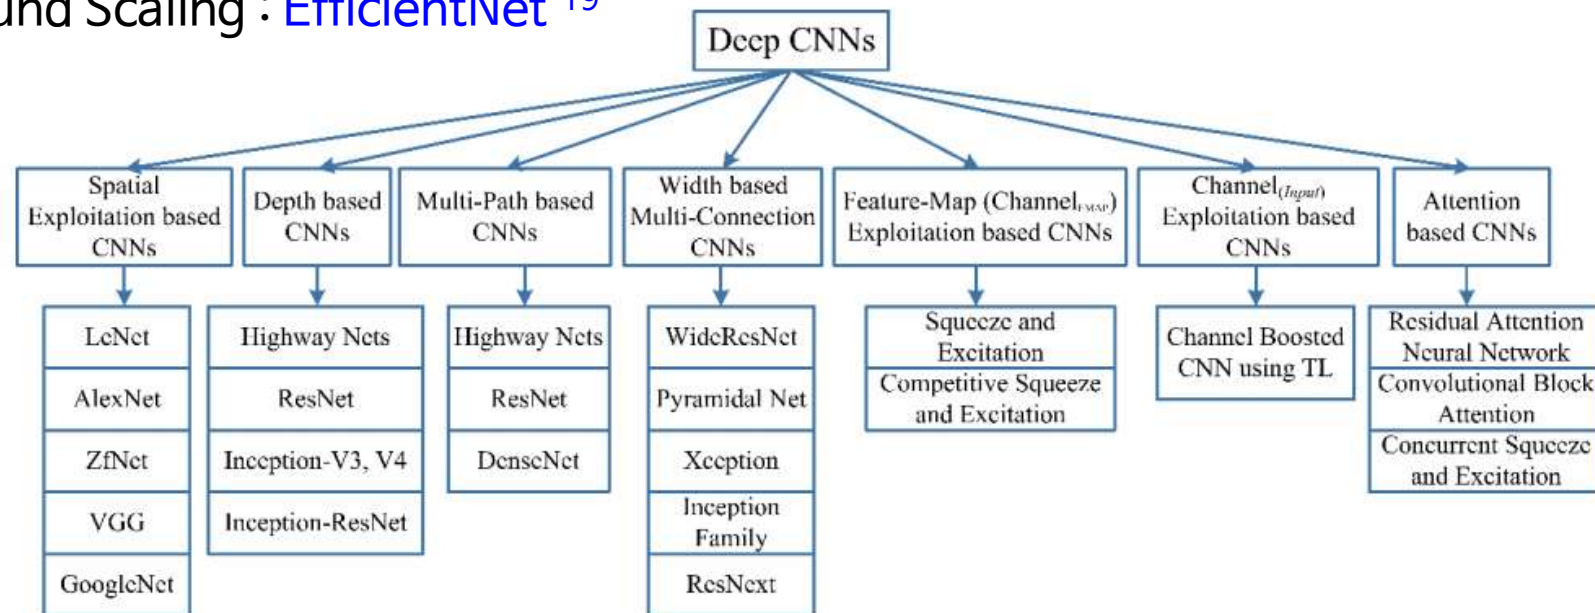 und Scaling : EfficientNet '19
Deep CNNs
Spatial
Exploitation based
CNNs
Depth based
CNNs
Multi-Path based
CNNs
Width based
Multi-Connection
CNNs
Feature-Map (Channel_FMAP)
Exploitation based CNNs
Channel_(Input)
Exploitation based
CNNs
Attention
based CNNs
LeNet
AlexNet
ZfNet
VGG
GoogleNet
Highway Nets
ResNet
Inception-V3, V4
Inception-ResNet
Highway Nets
ResNet
DenseNet
WideResNet
Pyramidal Net
Xception
Inception
Family
ResNext
Squeeze and
Excitation
Competitive Squeeze
and Excitation
Channel Boosted
CNN using TL
Residual Attention
Neural Network
Convolutional Block
Attention
Concurrent Squeeze
and Excitation